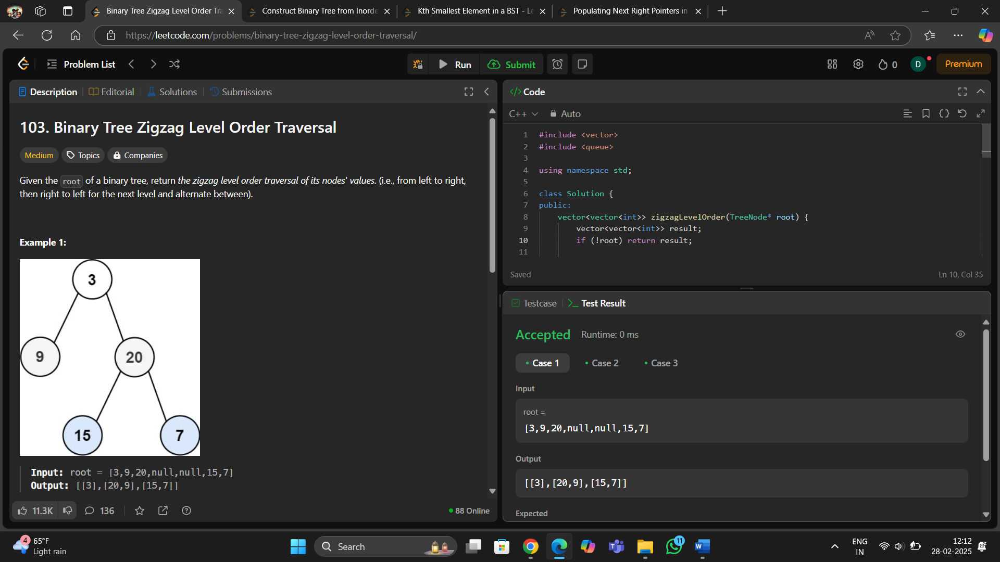 Binary Tree Zigzag Level Order Tra
Construct Binary Tree from Inorde
Kth Smallest Element in a BST - Le
Populating Next Right Pointers in
https://leetcode.com/problems/binary-tree-zigzag-level-order-traversal/
Problem List
Run
Submit
0
D
Premium
Description
Editorial
Solutions
Submissions
103. Binary Tree Zigzag Level Order Traversal
Medium
Topics
Companies
Given the root of a binary tree, return the zigzag level order traversal of its nodes' values. (i.e., from left to right,
then right to left for the next level and alternate between).
Example 1:
3
9
20
15
7
Input: root = [3,9,20,null,null,15,7]
Output: [[3],[20,9],[15,7]]
11.3K
136
88 Online
</> Code
C++
Auto
1 #include <vector>
2 #include <queue>
3
4 using namespace std;
5
6 class Solution {
7 public:
8 vector<vector<int>> zigzagLevelOrder(TreeNode* root) {
9 vector<vector<int>> result;
10 if (!root) return result;
11
Saved
Ln 10, Col 35
Testcase
Test Result
Accepted
Runtime: 0 ms
Case 1
Case 2
Case 3
Input
root =
[3,9,20,null,null,15,7]
Output
[[3],[20,9],[15,7]]
Expected
4
65°F
Light rain
Search
11
ENG
IN
12:12
28-02-2025